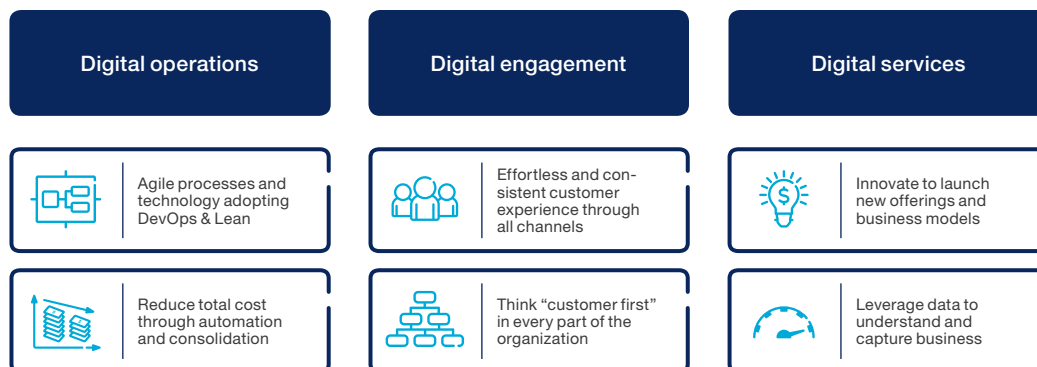 Digital operations
Digital engagement
Digital services
Agile processes and
technology adopting
DevOps & Lean
Effortless and con-
sistent customer
experience through
all channels
Innovate to launch
new offerings and
business models
Reduce total cost
through automation
and consolidation
Think “customer first”
in every part of the
organization
Leverage data to
understand and
capture business